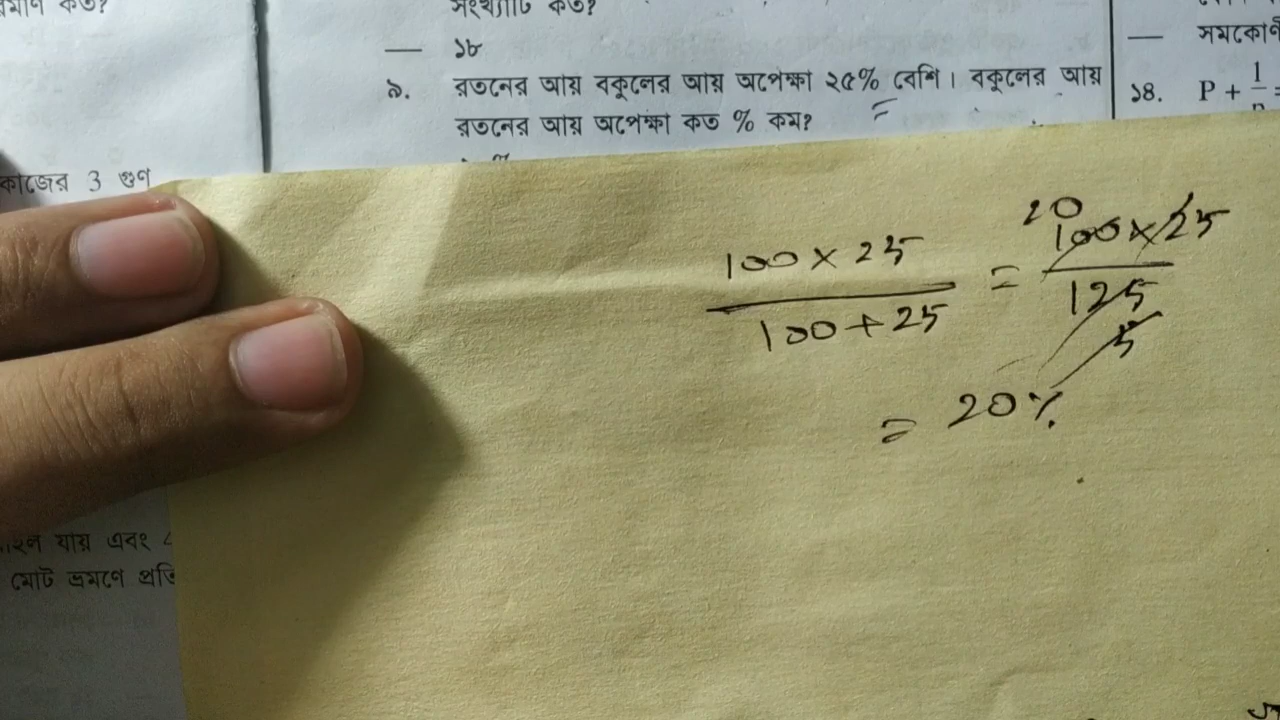 সংখ্যাটি কত?
— ১৮
৯. রতনের আয় বকুলের আয় অপেক্ষা ২৫% বেশি। বকুলের আয়
রতনের আয় অপেক্ষা কত % কম?
কাজের 3 গুণ
যায় এবং
মোট ভ্রমণে প্রতি
—
১৪. P + 1
100 × 25
100 + 25
= 100 × 25
125
20
5
= 20%